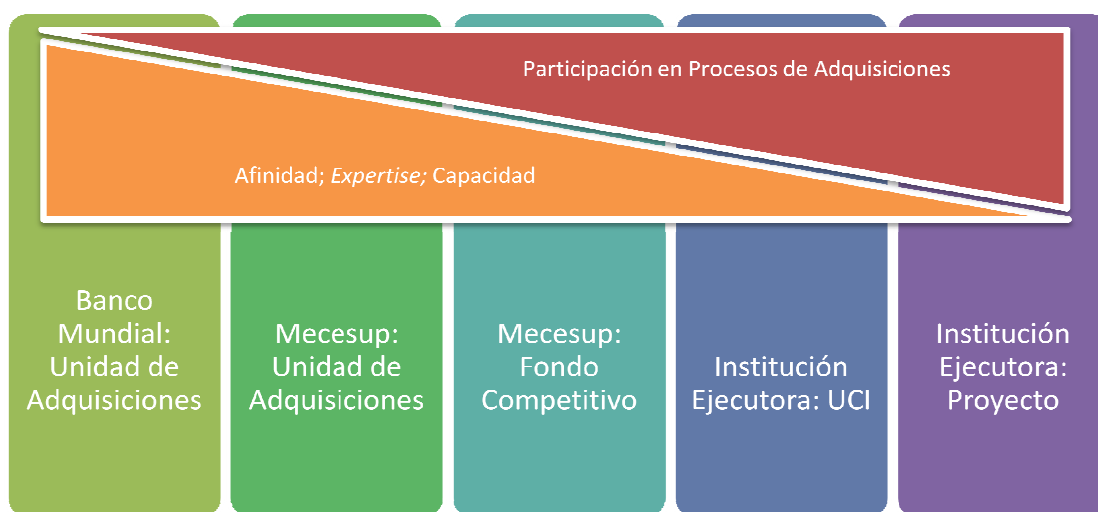 Participación en Procesos de Adquisiciones
Afinidad; Expertise; Capacidad
Banco
Mundial:
Unidad de
Adquisiciones
Mecesup:
Unidad de
Adquisiciones
Mecesup:
Fondo
Competitivo
Institución
Ejecutora: UCI
Institución
Ejecutora:
Proyecto